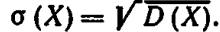 σ (X) = √D (X).